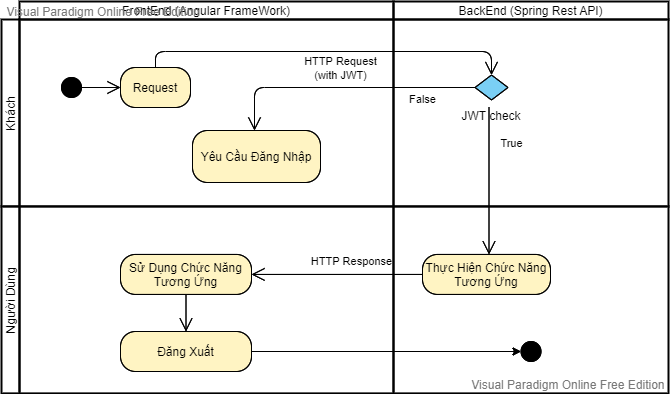 Visual Paradigm Online Free Edition
FrontEnd (Angular FrameWork)
BackEnd (Spring Rest API)
Khách
Request
HTTP Request
(with JWT)
JWT check
False
True
Yêu Cầu Đăng Nhập
Người Dùng
Sử Dụng Chức Năng
Tương Ứng
HTTP Response
Thực Hiện Chức Năng
Tương Ứng
Đăng Xuất
Visual Paradigm Online Free Edition